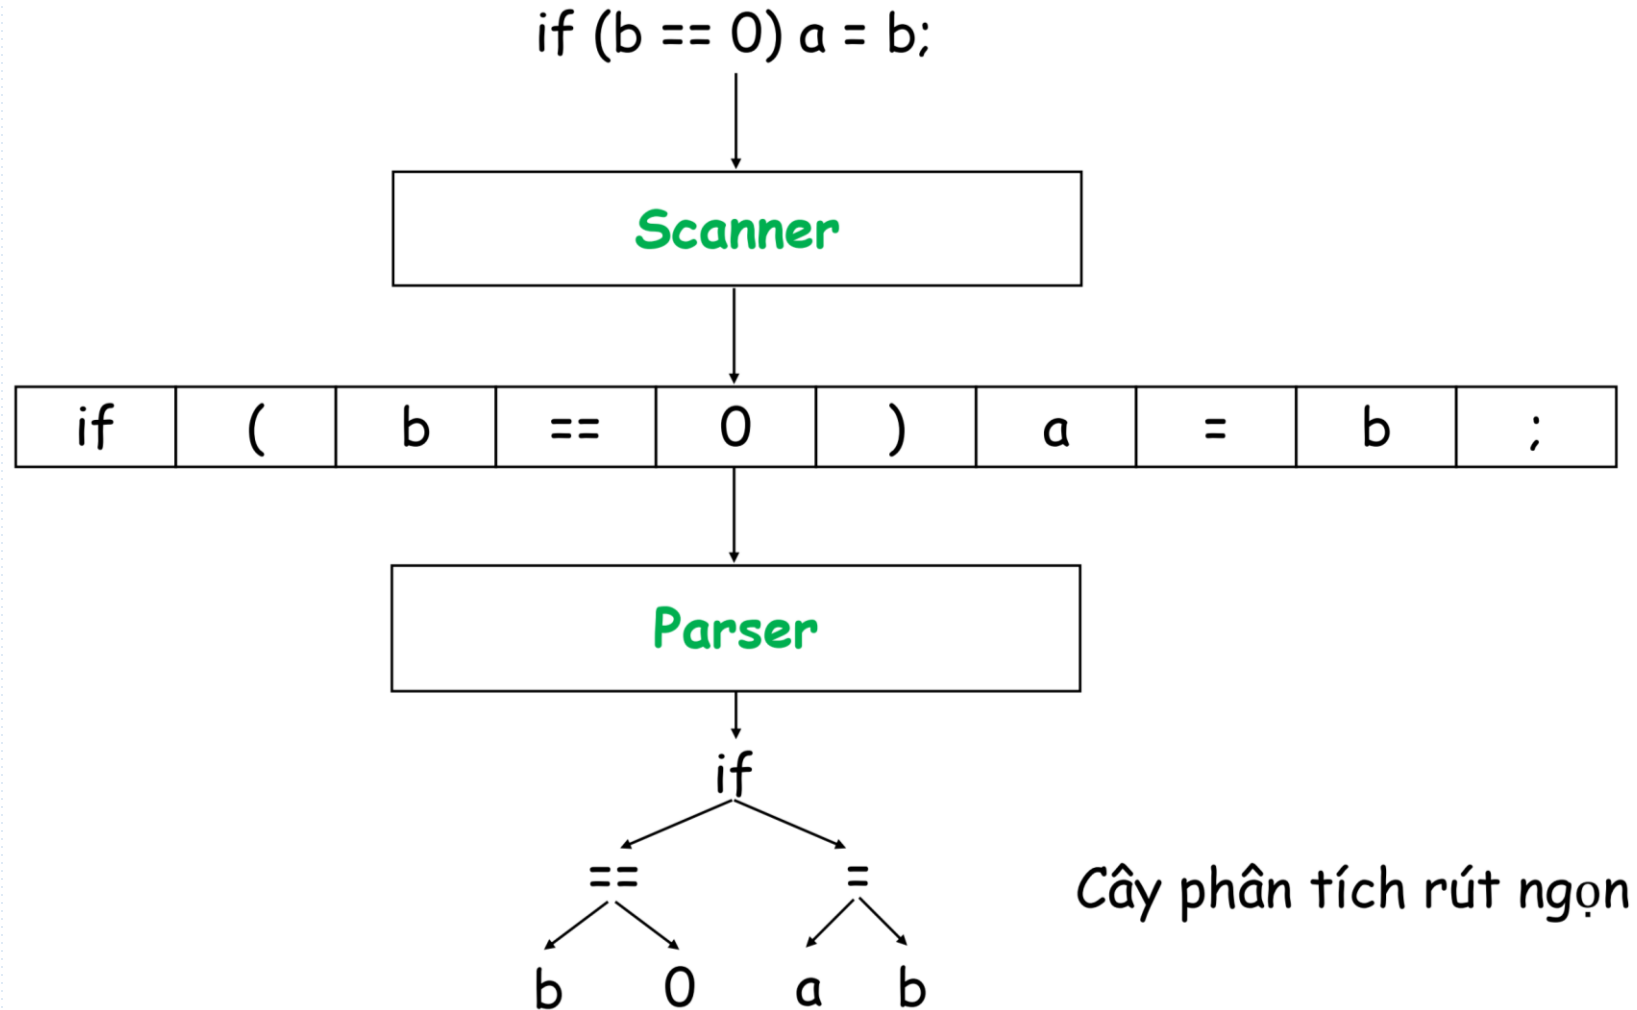 if (b == 0) a = b;
Scanner
if ( b == 0 ) a = b ;
Parser
if
== =
Cây phân tích rút ngọn
b 0 a b